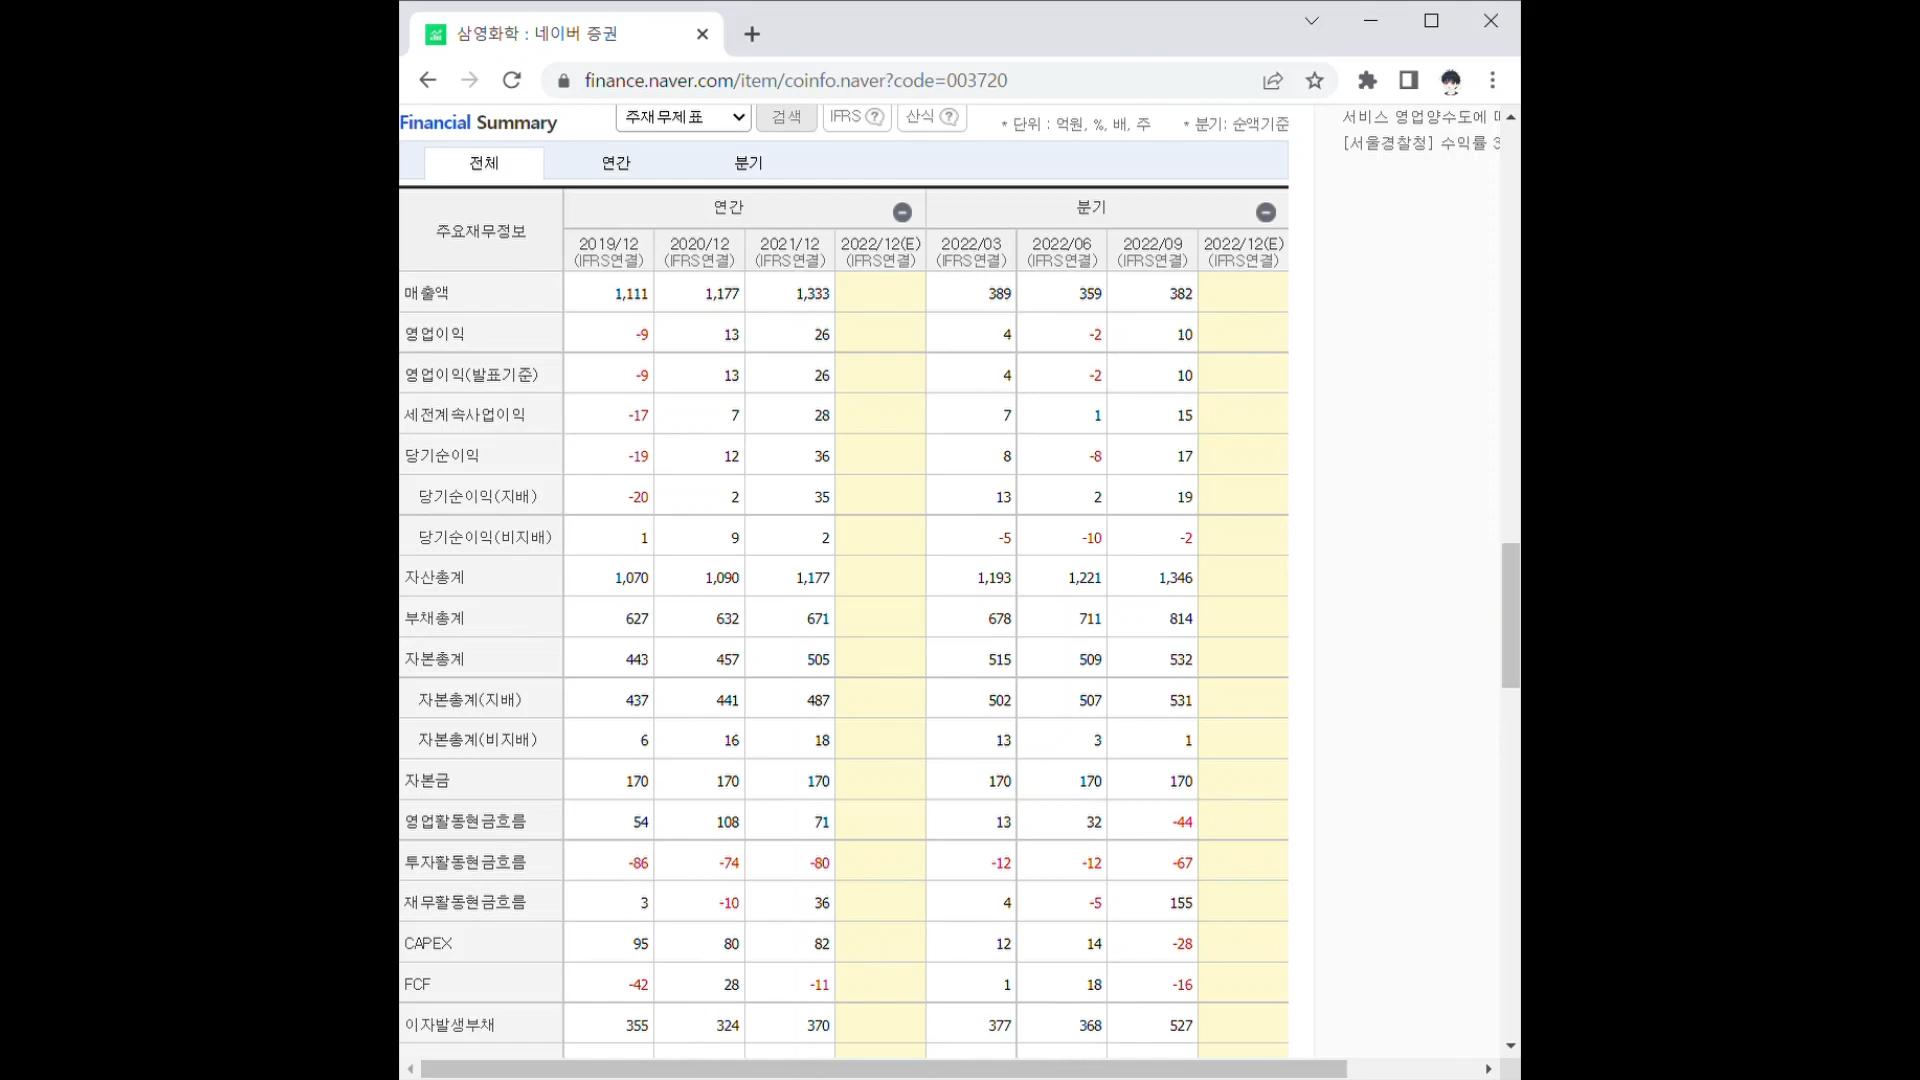 삼영화학 : 네이버 증권
finance.naver.com/item/coinfo.naver?code=003720
Financial Summary 주재무제표 검색 IFRS ? 산식 ? * 단위 : 억원, %, 배, 주 * 분기: 순액기준
서비스 영업양수도에
[서울경찰청] 수익률 3
전체 연간 분기
주요재무정보 연간 분기
2019/12 2020/12 2021/12 2022/12(E) 2022/03 2022/06 2022/09 2022/12(E)
(IFRS연결) (IFRS연결) (IFRS연결) (IFRS연결) (IFRS연결) (IFRS연결) (IFRS연결) (IFRS연결)
매출액 1,111 1,177 1,333 389 359 382
영업이익 -9 13 26 4 -2 10
영업이익(발표기준) -9 13 26 4 -2 10
세전계속사업이익 -17 7 28 7 1 15
당기순이익 -19 12 36 8 -8 17
당기순이익(지배) -20 2 35 13 2 19
당기순이익(비지배) 1 9 2 -5 -10 -2
자산총계 1,070 1,090 1,177 1,193 1,221 1,346
부채총계 627 632 671 678 711 814
자본총계 443 457 505 515 509 532
자본총계(지배) 437 441 487 502 507 531
자본총계(비지배) 6 16 18 13 3 1
자본금 170 170 170 170 170 170
영업활동현금흐름 54 108 71 13 32 -44
투자활동현금흐름 -86 -74 -80 -12 -12 -67
재무활동현금흐름 3 -10 36 4 -5 155
CAPEX 95 80 82 12 14 -28
FCF -42 28 -11 1 18 -16
이자발생부채 355 324 370 377 368 527